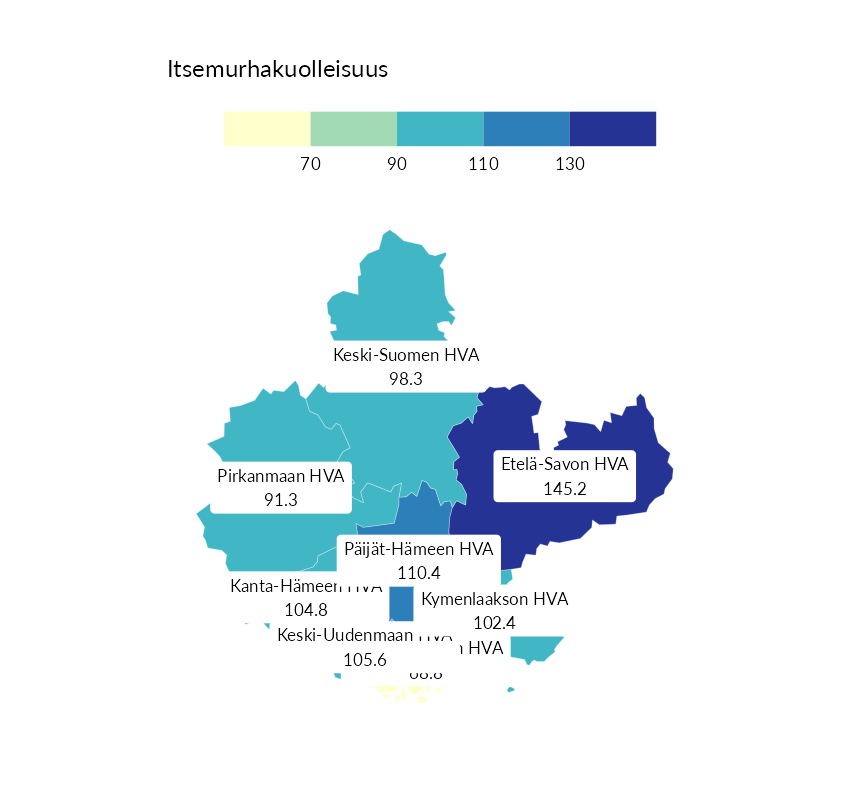 Itsemurhakuolleisuus
70 90 110 130
Keski-Suomen HVA
98.3
Etelä-Savon HVA
145.2
Pirkanmaan HVA
91.3
Päijät-Hämeen HVA
110.4
Kanta-Hämeen HVA
104.8
Kymenlaakson HVA
102.4
Keski-Uudenmaan HVA
105.6
HVA